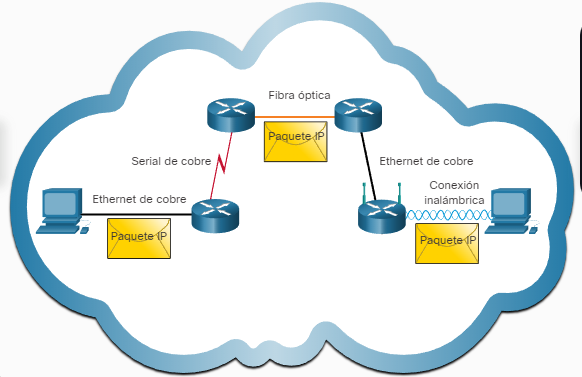 Fibra óptica
Paquete IP
Serial de cobre
Ethernet de cobre
Ethernet de cobre
Paquete IP
Conexión
inalámbrica
Paquete IP